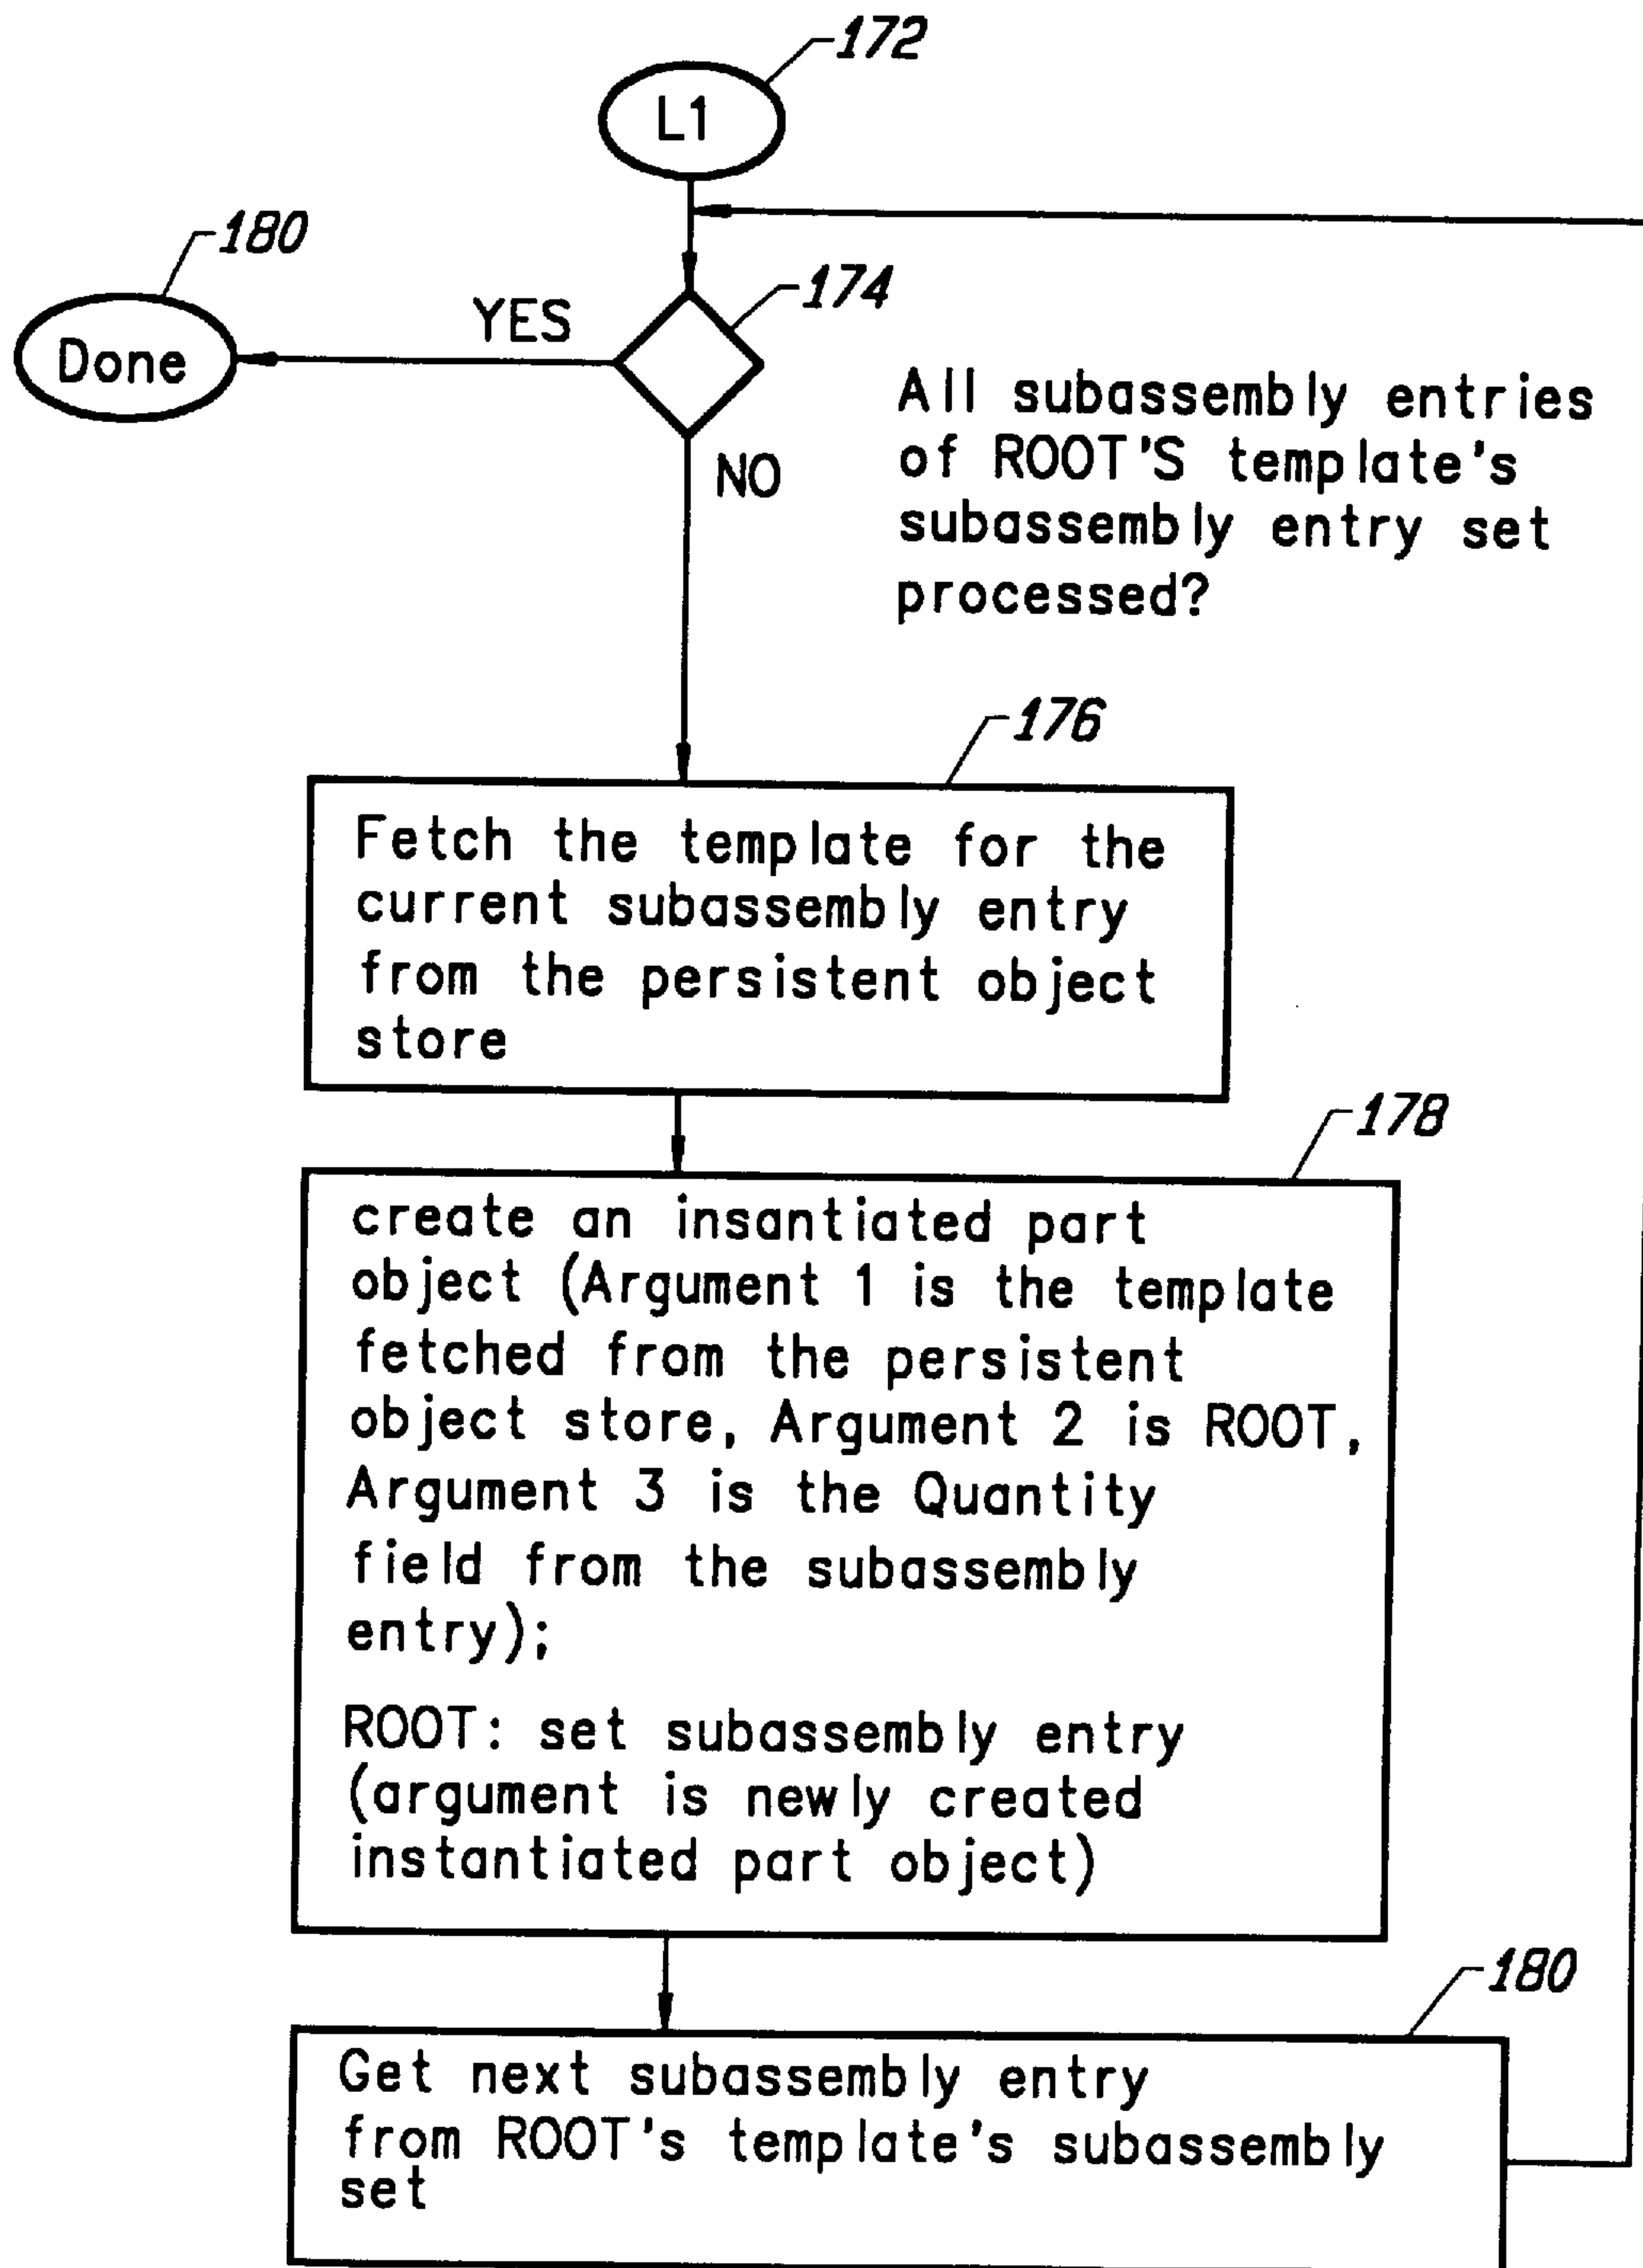 172
L1
180
Done
YES
174
All subassembly entries
of ROOT'S template's
subassembly entry set
processed?
NO
176
Fetch the template for the
current subassembly entry
from the persistent object
store
178
create an insantiated part
object (Argument 1 is the template
fetched from the persistent
object store, Argument 2 is ROOT,
Argument 3 is the Quantity
field from the subassembly
entry);
ROOT: set subassembly entry
(argument is newly created
instantiated part object)
180
Get next subassembly entry
from ROOT's template's subassembly
set